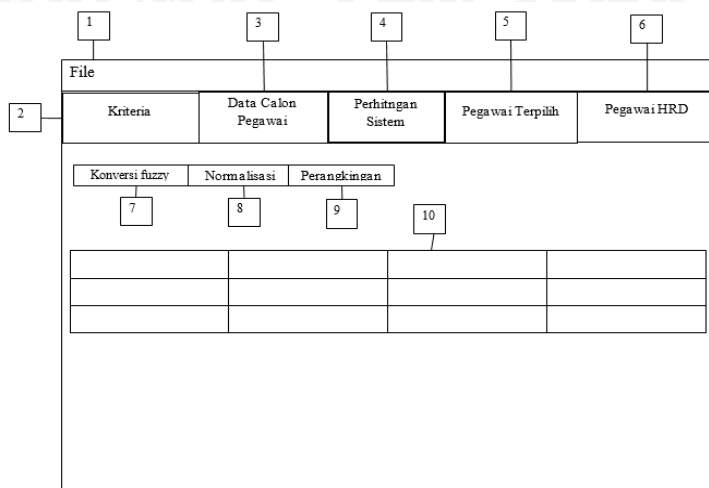 1
3
4
5
6
File
2
Kriteria
Data Calon
Pegawai
Perhitngan
Sistem
Pegawai Terpilih
Pegawai HRD
Konversi fuzzy
Normalisasi
Perangkingan
7
8
9
10